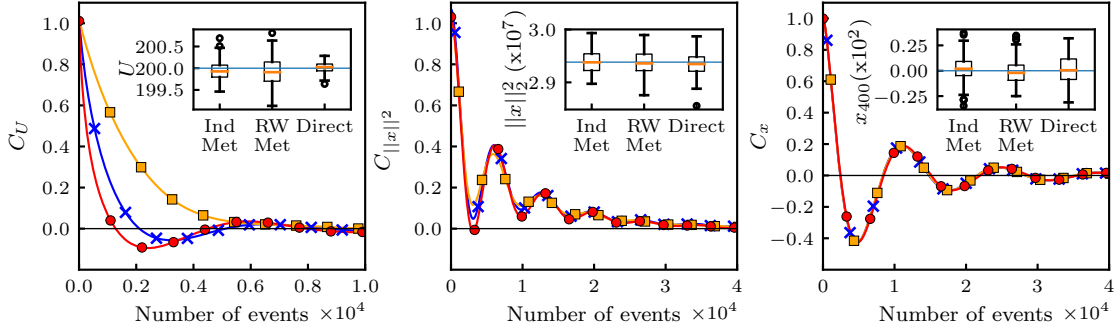 1.0
0.8
0.6
0.4
0.2
0.0
C_U
0.0 0.2 0.4 0.6 0.8 1.0
Number of events ×10^4
200.5
200.0
199.5
U
Ind Met
RW Met
Direct
1.0
0.8
0.6
0.4
0.2
0.0
C_{||x||^2}
0 1 2 3 4
Number of events ×10^4
3.0
2.9
||x||_2^2 (x10^7)
Ind Met
RW Met
Direct
1.0
0.8
0.6
0.4
0.2
0.0
−0.2
−0.4
C_x
0 1 2 3 4
Number of events ×10^4
0.25
0.00
−0.25
x_{400}(x10^2)
Ind Met
RW Met
Direct